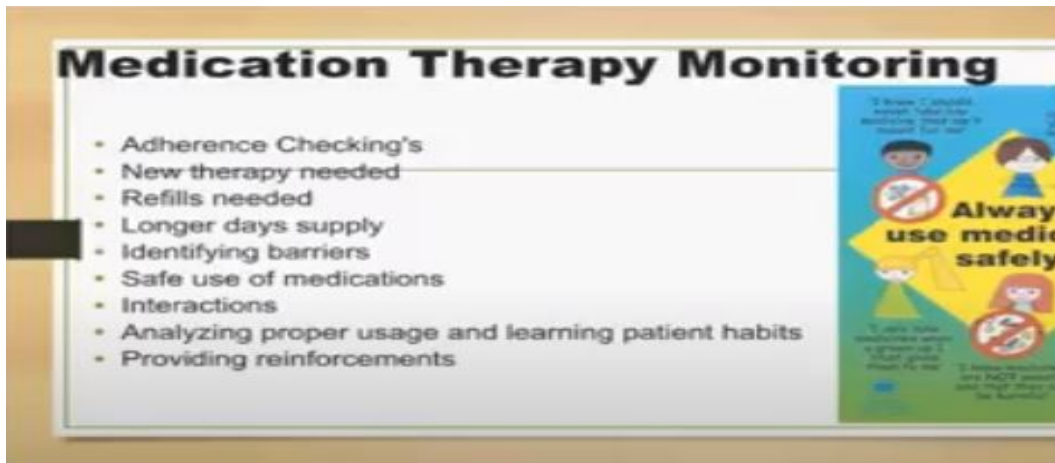 Medication Therapy Monitoring
• Adherence Checking's
• New therapy needed
• Refills needed
• Longer days supply
• Identifying barriers
• Safe use of medications
• Interactions
• Analyzing proper usage and learning patient habits
• Providing reinforcements
Alway
use medic
safely